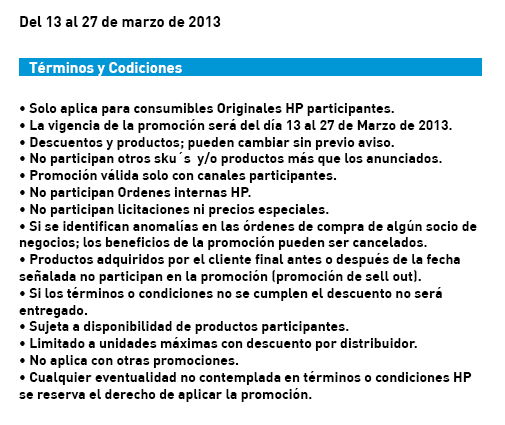 Del 13 al 27 de marzo de 2013
Términos y Codiciones
• Solo aplica para consumibles Originales HP participantes.
• La vigencia de la promoción será del día 13 al 27 de Marzo de 2013.
• Descuentos y productos; pueden cambiar sin previo aviso.
• No participan otros sku´s y/o productos más que los anunciados.
• Promoción válida solo con canales participantes.
• No participan Ordenes internas HP.
• No participan licitaciones ni precios especiales.
• Si se identifican anomalías en las órdenes de compra de algún socio de
negocios; los beneficios de la promoción pueden ser cancelados.
• Productos adquiridos por el cliente final antes o después de la fecha
señalada no participan en la promoción (promoción de sell out).
• Si los términos o condiciones no se cumplen el descuento no será
entregado.
• Sujeta a disponibilidad de productos participantes.
• Limitado a unidades máximas con descuento por distribuidor.
• No aplica con otras promociones.
• Cualquier eventualidad no contemplada en términos o condiciones HP
se reserva el derecho de aplicar la promoción.